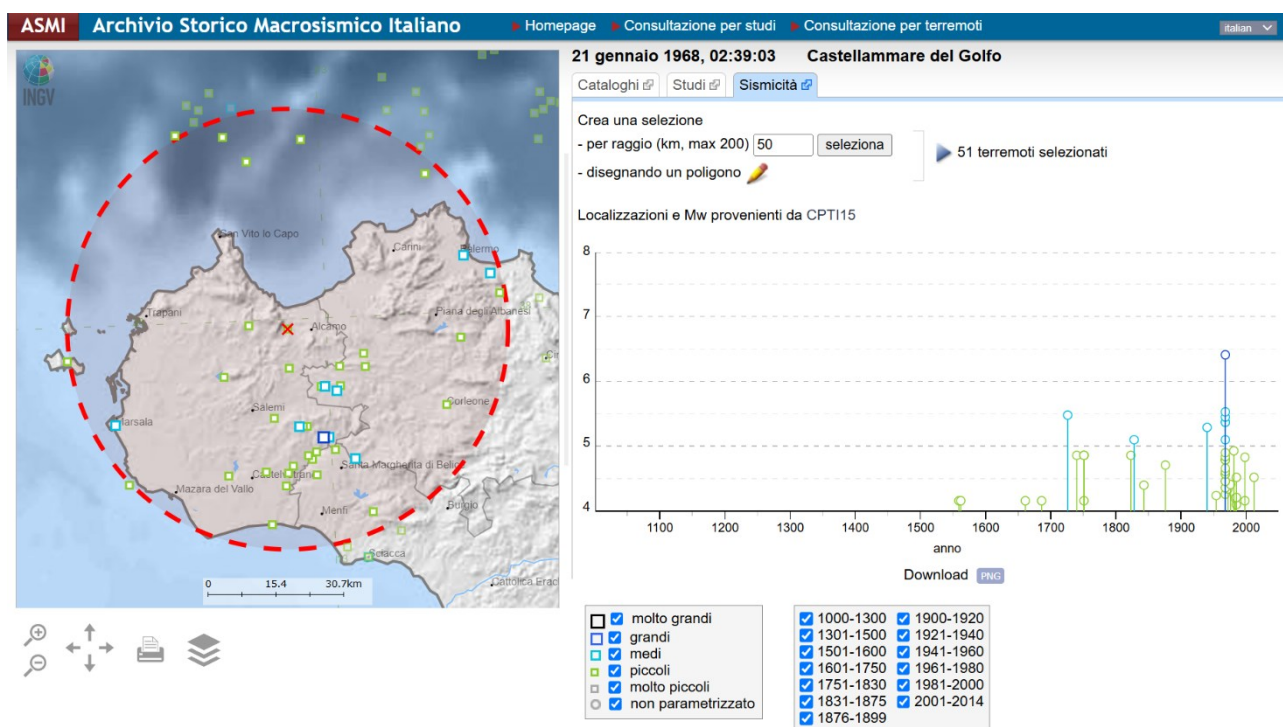 ASMI Archivio Storico Macrosismico Italiano Homepage Consultazione per studi Consultazione per terremoti italian
INGV
21 gennaio 1968, 02:39:03 Castellammare del Golfo
Cataloghi Studi Sismicità
Crea una selezione
- per raggio (km, max 200) 50 seleziona
- disegnando un poligono
51 terremoti selezionati
Localizzazioni e Mw provenienti da CPTI15
San Vito lo Capo
Carini
Palermo
Trapani
Alcamo
Piana degli Albanesi
Marsala
Salemi
Corleone
Santa Margherita di Belice
Mazara del Vallo
Menfi
Burgio
Sciacca
Cattolica Erac
0 15.4 30.7km
8
7
6
5
4
1100 1200 1300 1400 1500 1600 1700 1800 1900 2000
anno
Download PNG
molto grandi
grandi
medi
piccoli
molto piccoli
non parametrizzato
1000-1300 1900-1920
1301-1500 1921-1940
1501-1600 1941-1960
1601-1750 1961-1980
1751-1830 1981-2000
1831-1875 2001-2014
1876-1899